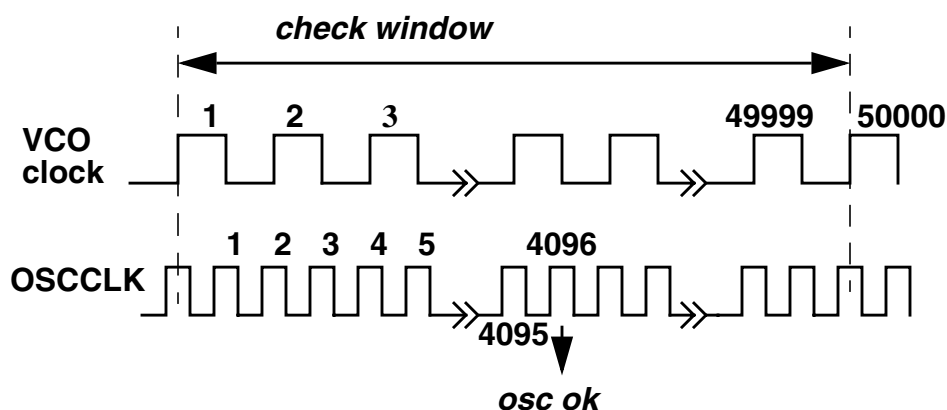 check window
1 2 3 49999 50000
VCO
clock
1 2 3 4 5 4096
OSCCLK
4095
osc ok